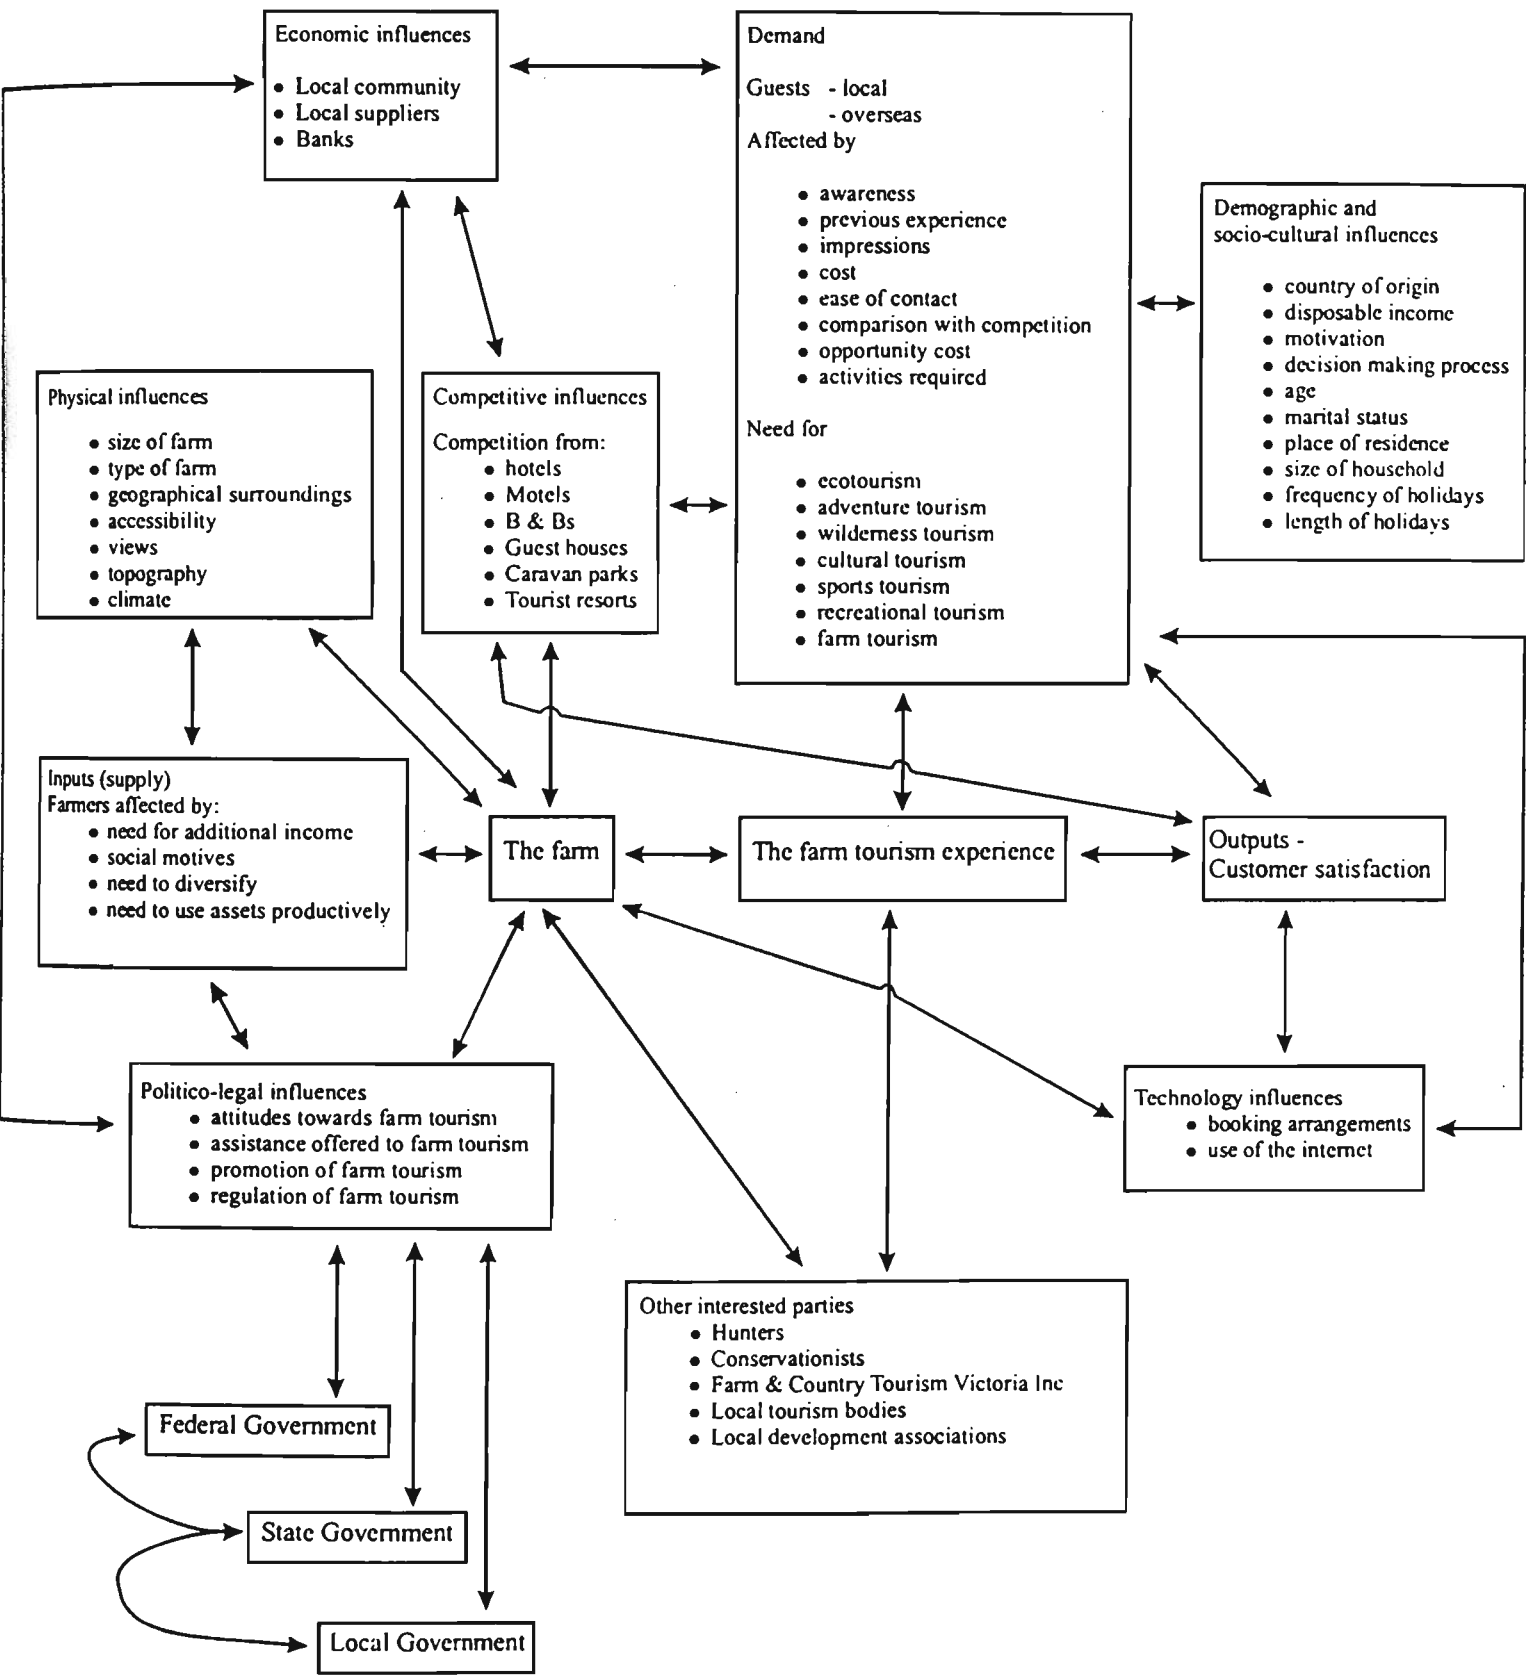 Economic influences
• Local community
• Local suppliers
• Banks
Demand
Guests - local
- overseas
Affected by
• awareness
• previous experience
• impressions
• cost
• ease of contact
• comparison with competition
• opportunity cost
• activities required
Need for
• ecotourism
• adventure tourism
• wilderness tourism
• cultural tourism
• sports tourism
• recreational tourism
• farm tourism
Demographic and
socio-cultural influences
• country of origin
• disposable income
• motivation
• decision making process
• age
• marital status
• place of residence
• size of household
• frequency of holidays
• length of holidays
Physical influences
• size of farm
• type of farm
• geographical surroundings
• accessibility
• views
• topography
• climate
Competitive influences
Competition from:
• hotels
• Motels
• B & Bs
• Guest houses
• Caravan parks
• Tourist resorts
Inputs (supply)
Farmers affected by:
• need for additional income
• social motives
• need to diversify
• need to use assets productively
The farm
The farm tourism experience
Outputs -
Customer satisfaction
Politico-legal influences
• attitudes towards farm tourism
• assistance offered to farm tourism
• promotion of farm tourism
• regulation of farm tourism
Technology influences
• booking arrangements
• use of the internet
Other interested parties
• Hunters
• Conservationists
• Farm & Country Tourism Victoria Inc
• Local tourism bodies
• Local development associations
Federal Government
State Government
Local Government